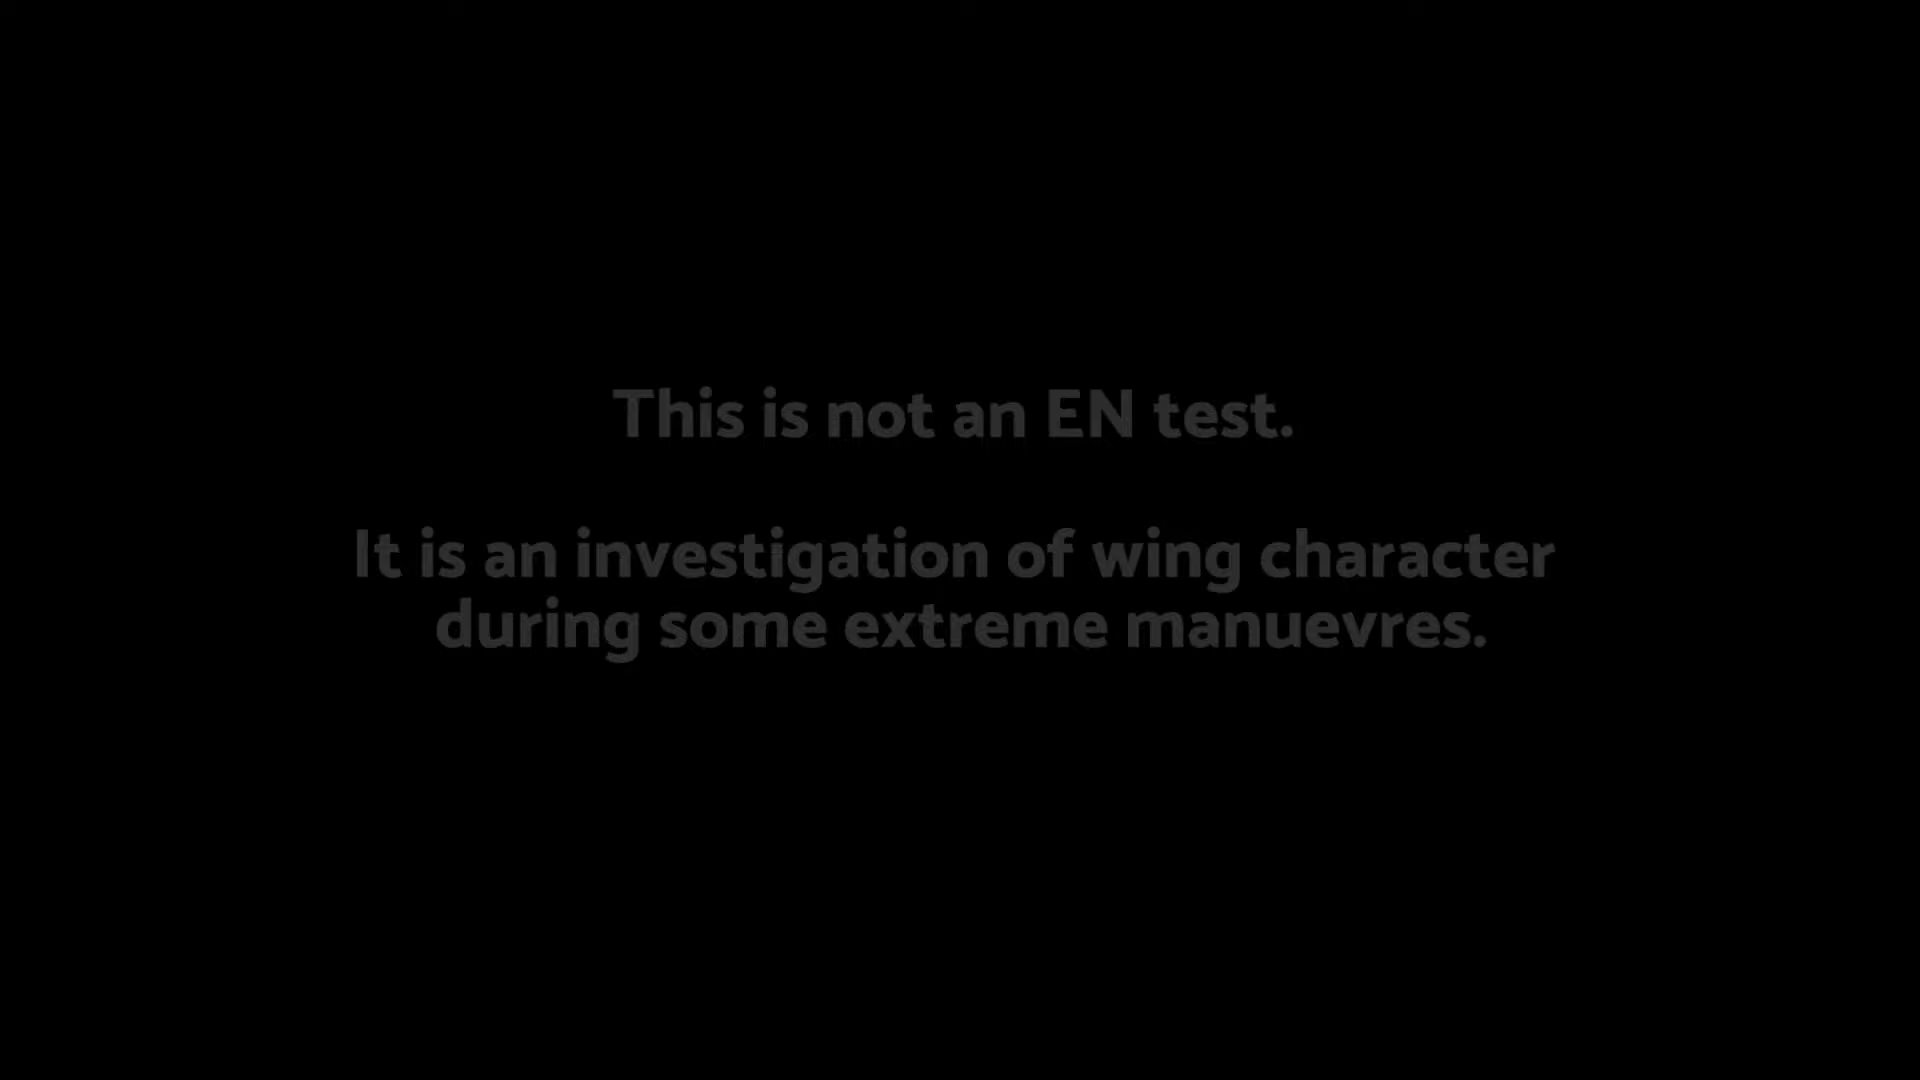 This is not an EN test.
It is an investigation of wing character
during some extreme manuevres.